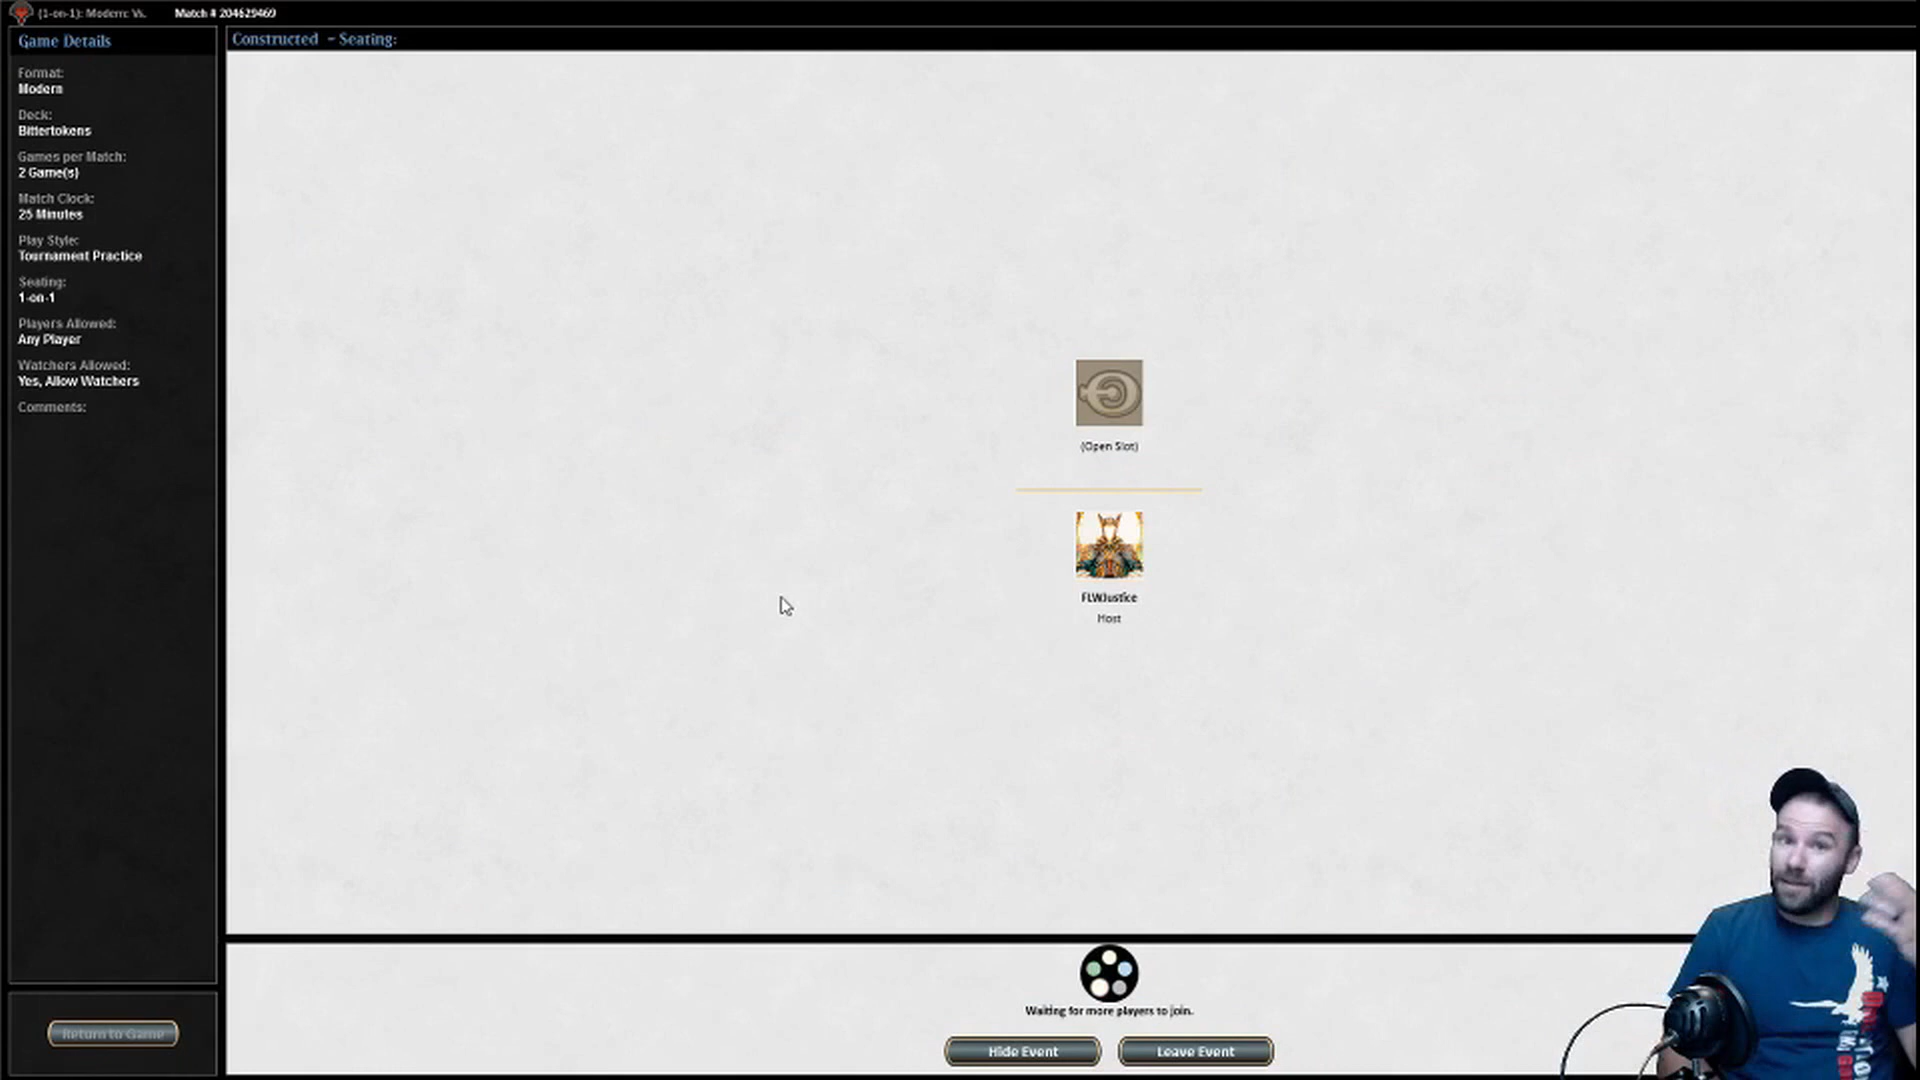 (1-on-1): Modern: Vs. Match # 204629469
Game Details
Constructed - Seating:
Format:
Modern
Deck:
Bittertokens
Games per Match:
2 Game(s)
Match Clock:
25 Minutes
Play Style:
Tournament Practice
Seating:
1-on-1
Players Allowed:
Any Player
Watchers Allowed:
Yes, Allow Watchers
Comments:
(Open Slot)
FLWJustice
Host
Waiting for more players to join.
Return to Game
Hide Event
Leave Event